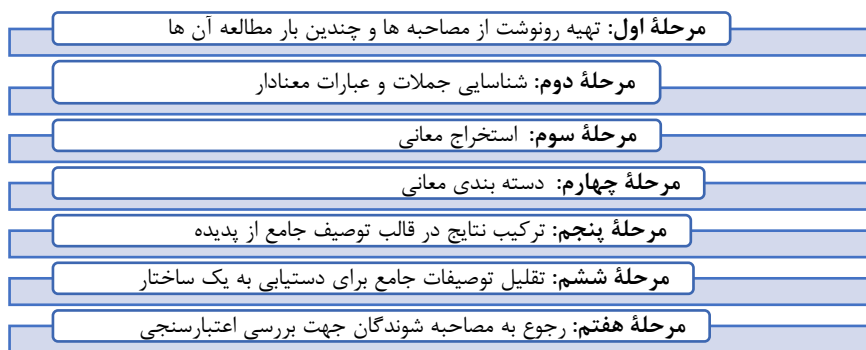 مرحلهٔ اول: تهیه رونوشت از مصاحبه ها و چندین بار مطالعه آن ها
مرحلهٔ دوم: شناسایی جملات و عبارات معنادار
مرحلهٔ سوم: استخراج معانی
مرحلهٔ چهارم: دسته بندی معانی
مرحلهٔ پنجم: ترکیب نتایج در قالب توصیف جامع از پدیده
مرحلهٔ ششم: تقلیل توصیفات جامع برای دستیابی به یک ساختار
مرحلهٔ هفتم: رجوع به مصاحبه شوندگان جهت بررسی اعتبارسنجی